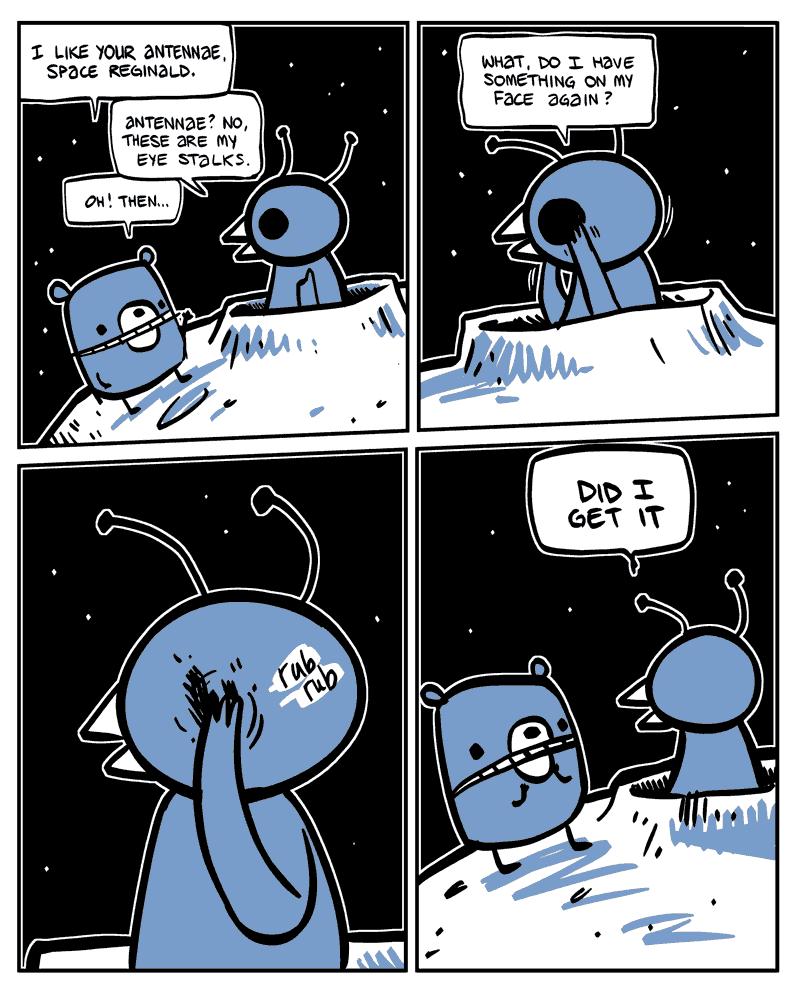 I LIKE YOUR ANTENNAE,
SPACE REGINALD.
ANTENNAE? NO,
THESE ARE MY
EYE STALKS.
OH! THEN...
WHAT, DO I HAVE
SOMETHING ON MY
FACE AGAIN?
rub
rub
DID I
GET IT